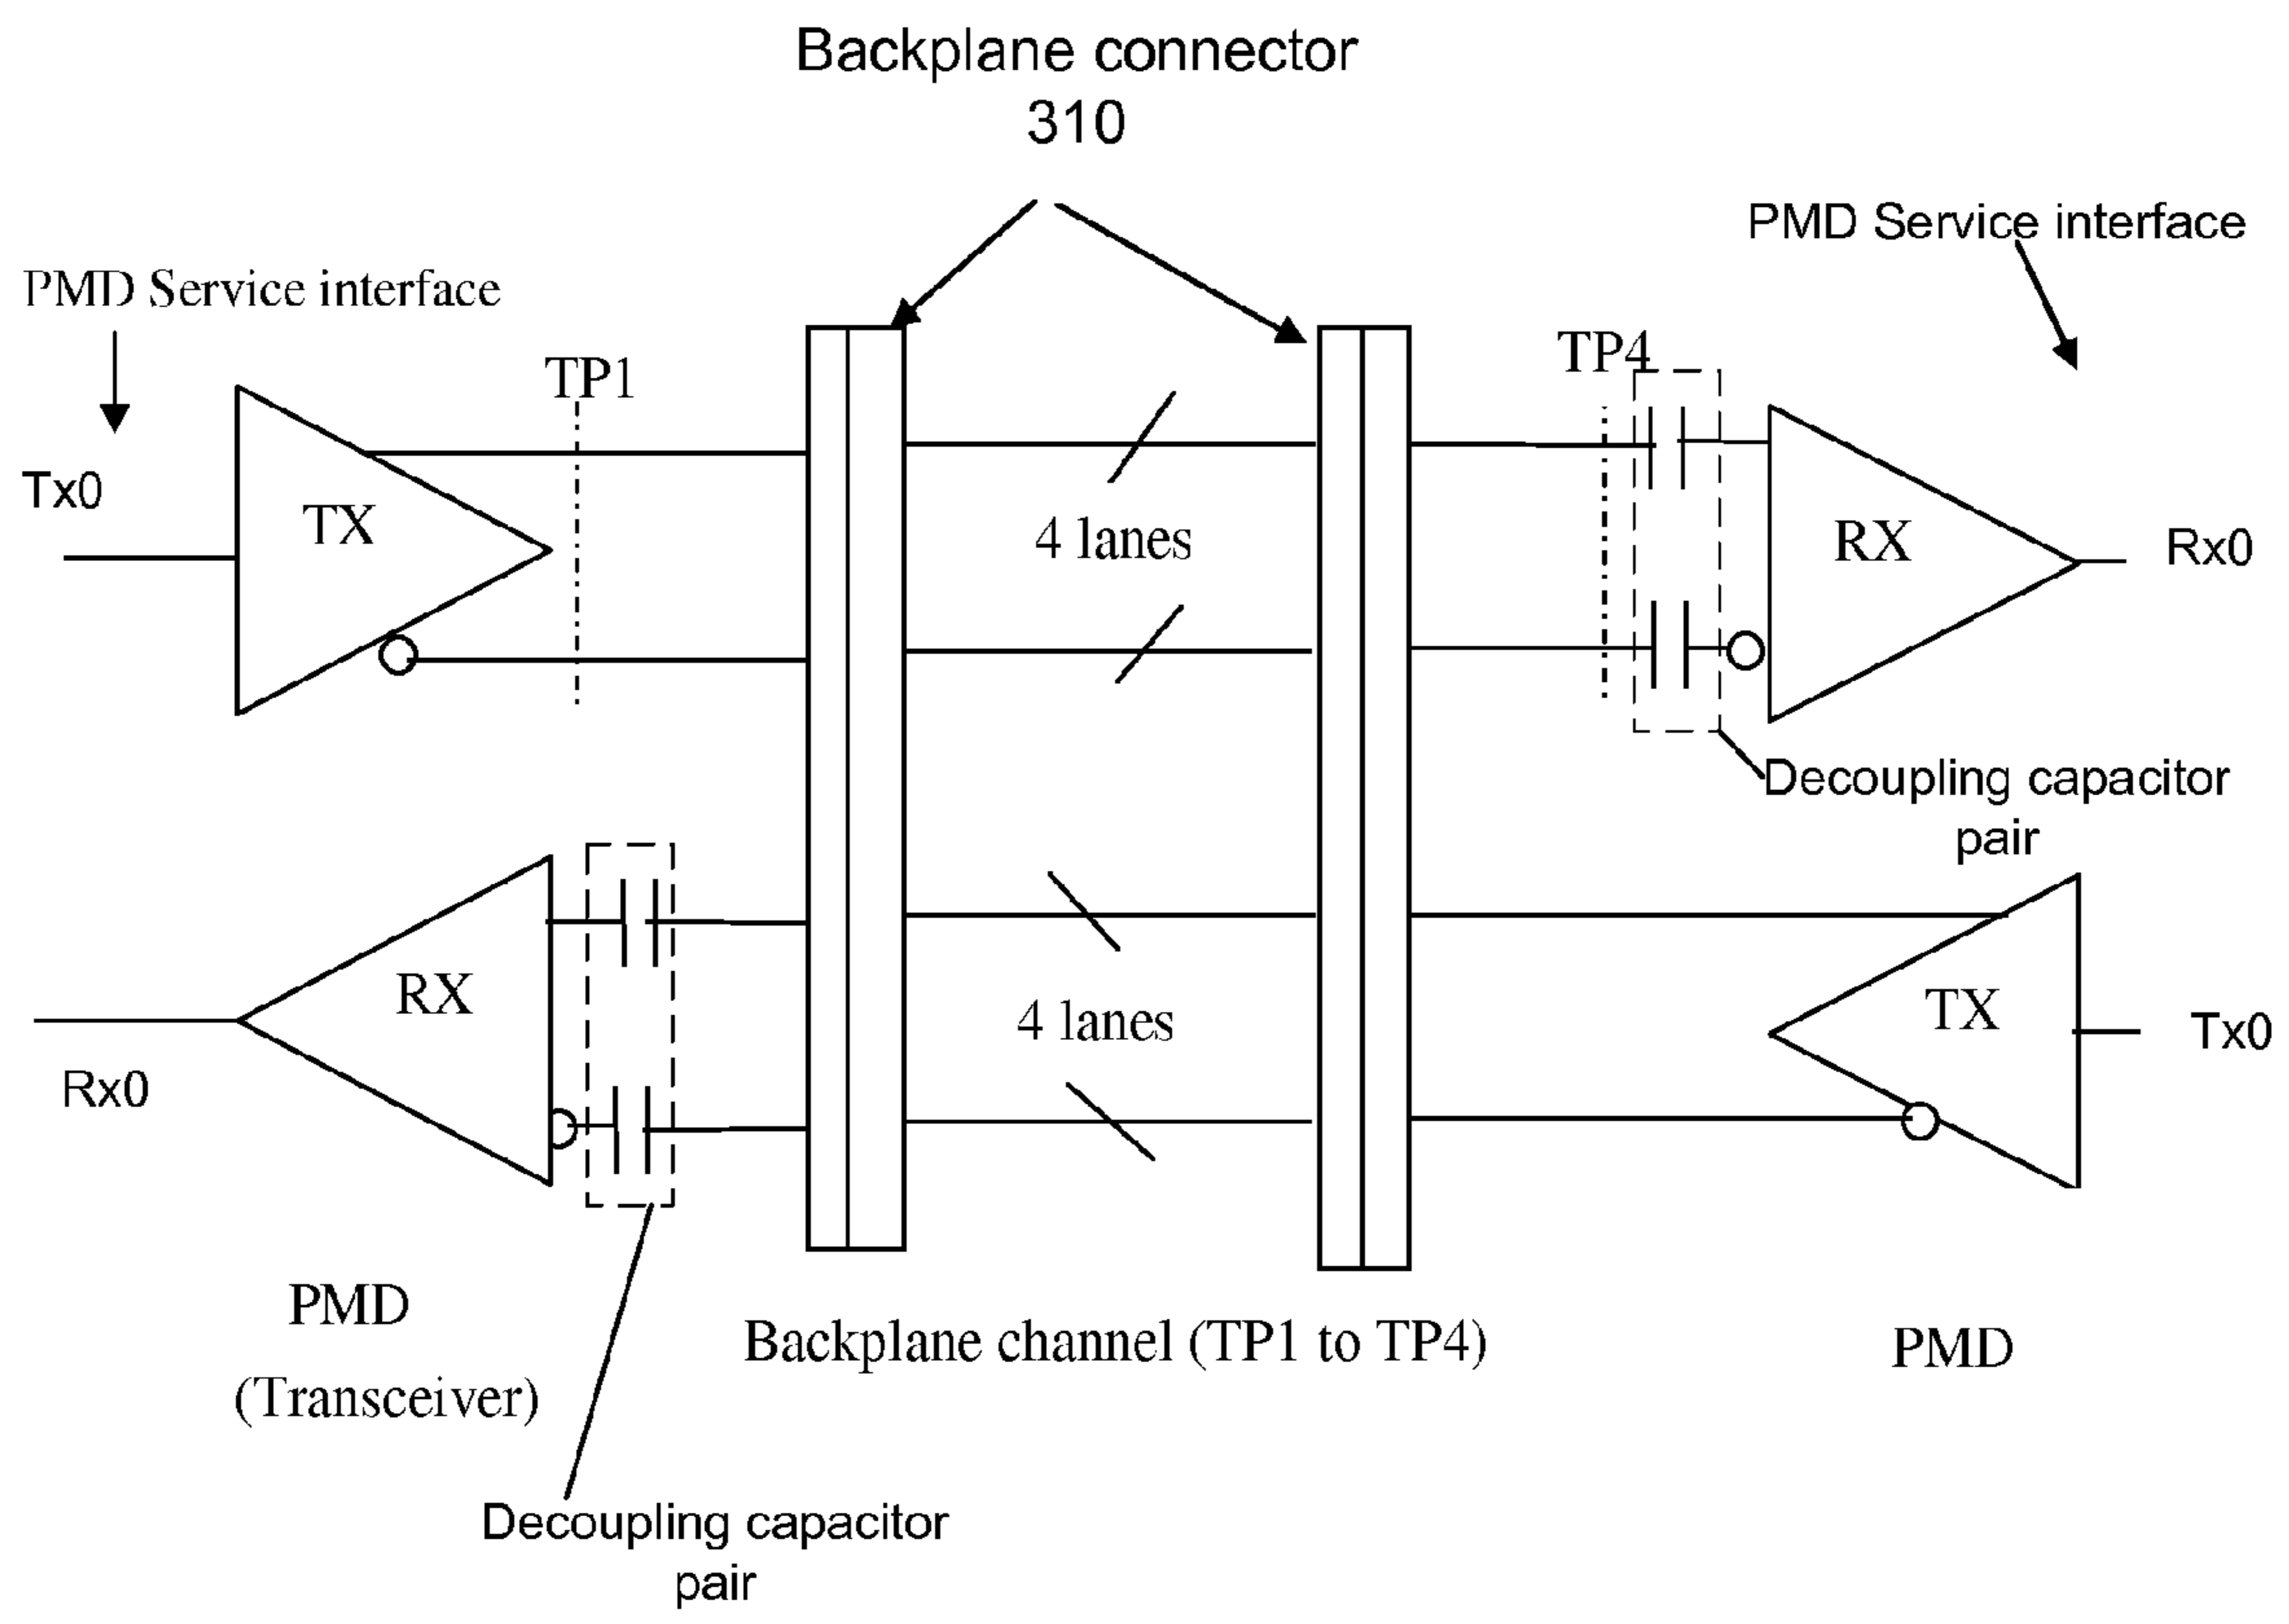 Backplane connector
310
PMD Service interface
PMD Service interface
TP1
TP4
Tx0
TX
4 lanes
RX
Rx0
Decoupling capacitor
pair
RX
4 lanes
TX
Tx0
Rx0
PMD
(Transceiver)
Backplane channel (TP1 to TP4)
PMD
Decoupling capacitor
pair